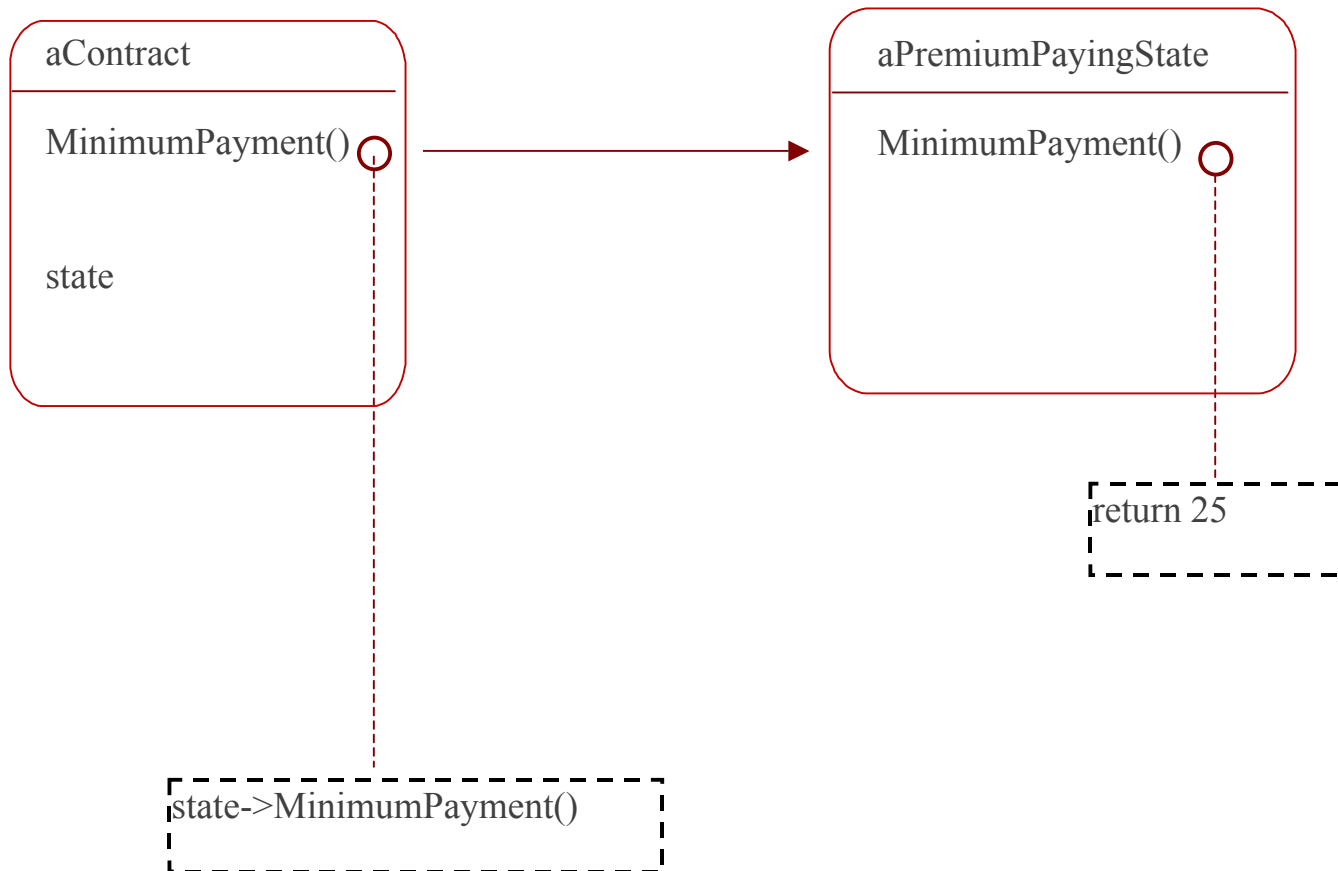 aContract
MinimumPayment()
state
aPremiumPayingState
MinimumPayment()
return 25
state->MinimumPayment()